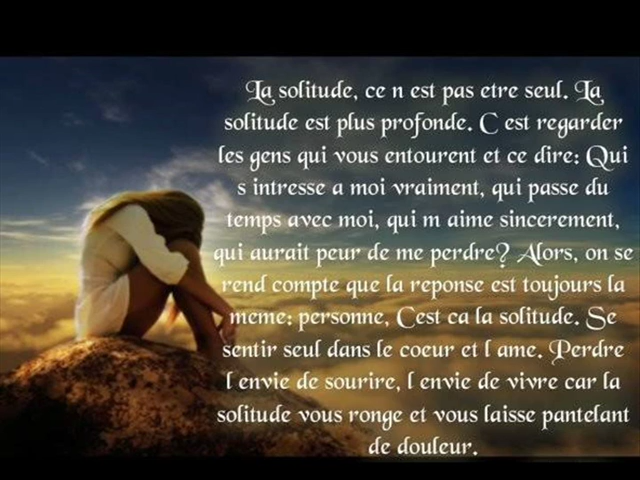 La solitude, ce n est pas etre seul. La
solitude est plus profonde. C est regarder
les gens qui vous entourent et ce dire: Qui
s intresse a moi vraiment, qui passe du
temps avec moi, qui m aime sincerement,
qui aurait peur de me perdre? Alors, on se
rend compte que la reponse est toujours la
meme: personne, C est ca la solitude. Se
sentir seul dans le coeur et l ame. Perdre
l envie de sourire, l envie de vivre car la
solitude vous ronge et vous laisse pantelant
de douleur.